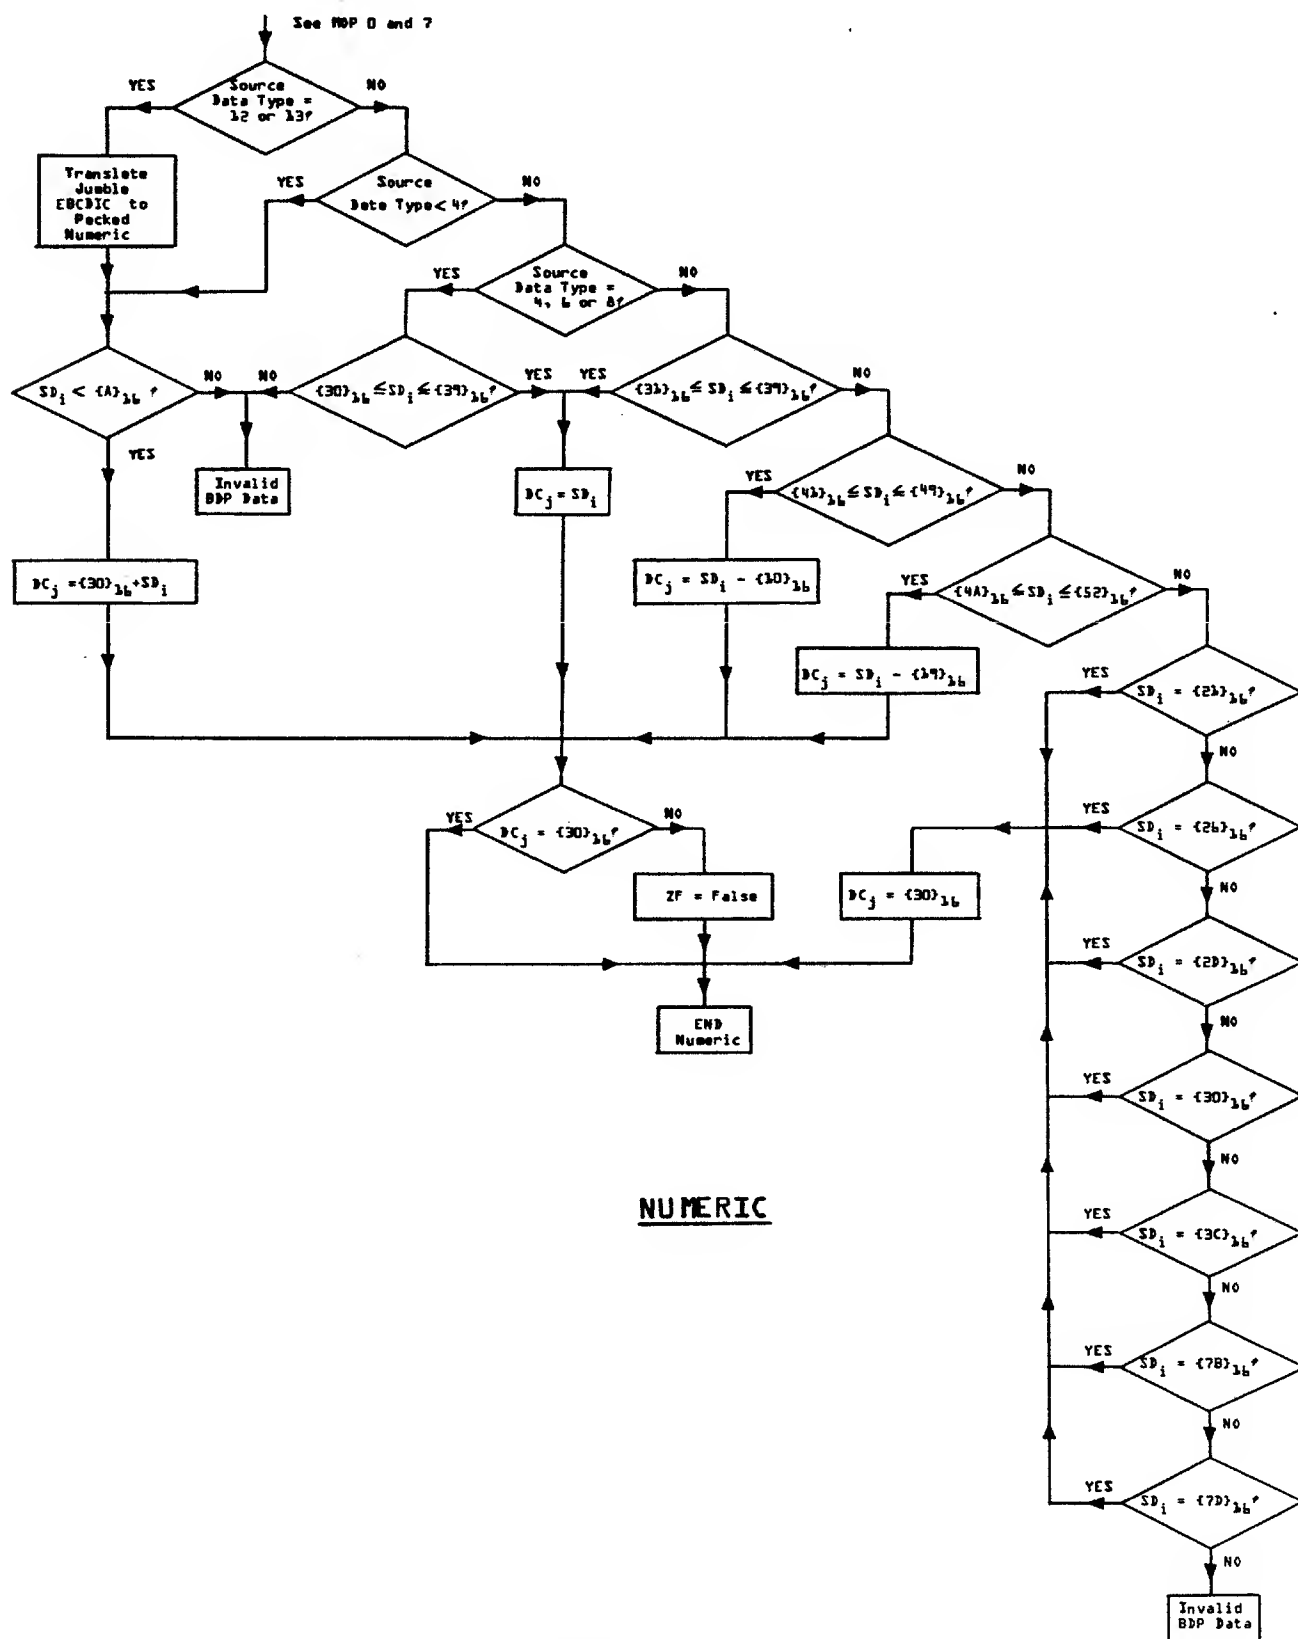 See MOP 0 and 7
Source
Data Type =
12 or 13?
YES
NO
Translete
Jumble
EBCDIC to
Pecked
Numeric
Source
Dete Type < 4?
YES
NO
Source
Data Type =
4, 6 or 8?
YES
NO
SD_i < {A}_16 ?
NO
YES
Invalid
BDP Data
{30}_16 ≤ SD_i ≤ {39}_16?
NO
YES
{31}_16 ≤ SD_i ≤ {39}_16?
YES
NO
DC_j = SD_i
{41}_16 ≤ SD_i ≤ {49}_16?
YES
NO
DC_j = {30}_16 + SD_i
DC_j = SD_i - {10}_16
{4A}_16 ≤ SD_i ≤ {52}_16?
YES
NO
DC_j = SD_i - {19}_16
SD_i = {21}_16?
YES
NO
DC_j = {30}_16?
YES
NO
SD_i = {26}_16?
YES
NO
ZF = False
DC_j = {30}_16
SD_i = {2D}_16?
YES
NO
END
Numeric
SD_i = {30}_16?
YES
NO
NUMERIC
SD_i = {3C}_16?
YES
NO
SD_i = {7B}_16?
YES
NO
SD_i = {7D}_16?
YES
NO
Invalid
BDP Data